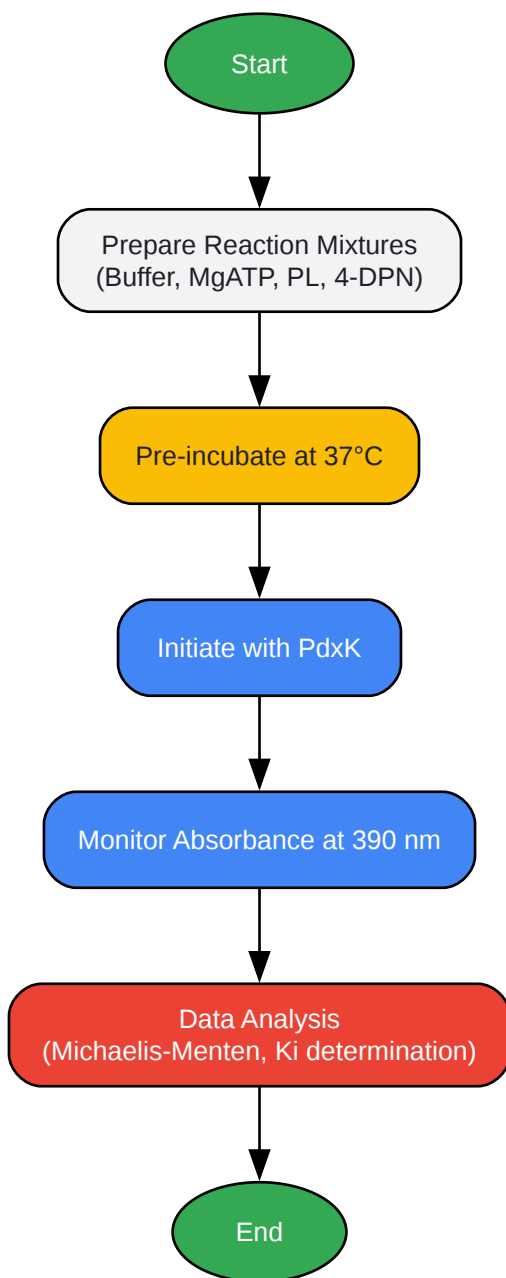 Start
Prepare Reaction Mixtures
(Buffer, MgATP, PL, 4-DPN)
Pre-incubate at 37°C
Initiate with PdxK
Monitor Absorbance at 390 nm
Data Analysis
(Michaelis-Menten, Ki determination)
End